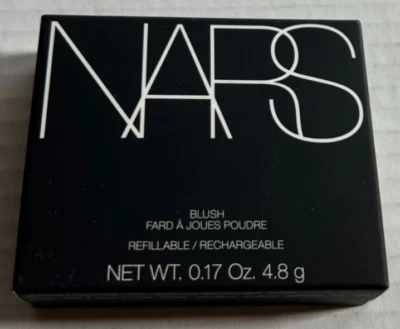 NARS
BLUSH
FARD À JOUES POUDRE
REFILLABLE / RECHARGEABLE
NET WT. 0.17 Oz. 4.8 g